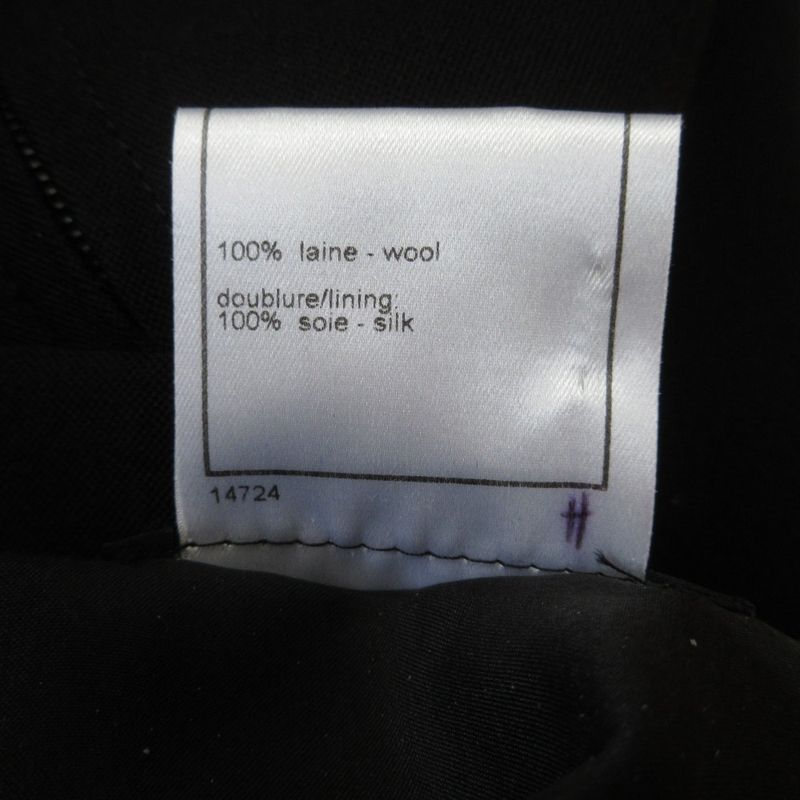 100% laine - wool
doublure/lining:
100% soie - silk
14724
H